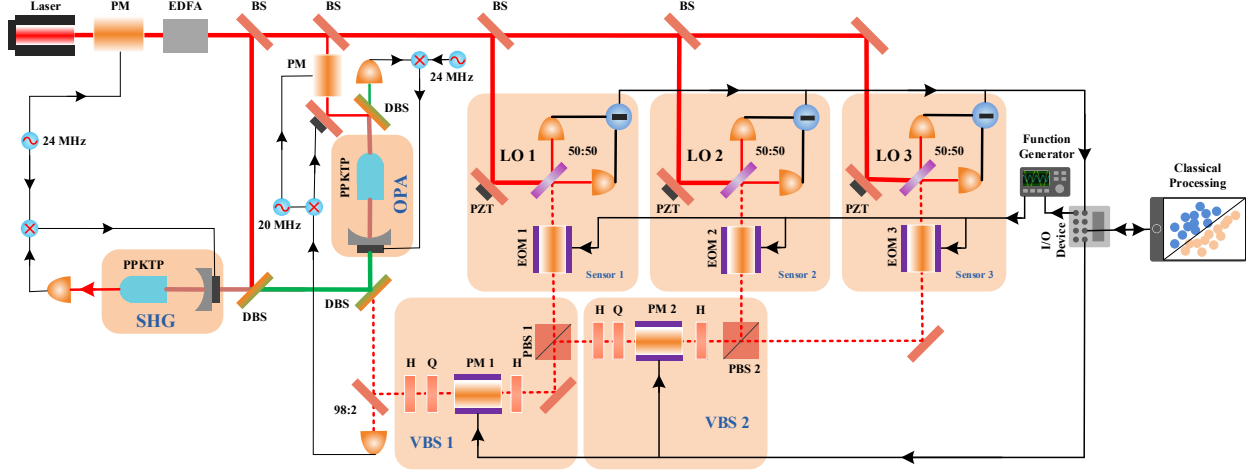 Laser
PM
EDFA
BS
BS
BS
BS
BS
PM
24 MHz
DBS
24 MHz
PPKTP
OPA
20 MHz
LO 1
50:50
PZT
EOM 1
Sensor 1
LO 2
50:50
PZT
EOM 2
Sensor 2
LO 3
50:50
PZT
EOM 3
Sensor 3
Function
Generator
I/O
Device
Classical
Processing
PPKTP
SHG
DBS
DBS
98:2
H
Q
PM 1
H
PBS 1
VBS 1
H
Q
PM 2
H
PBS 2
VBS 2